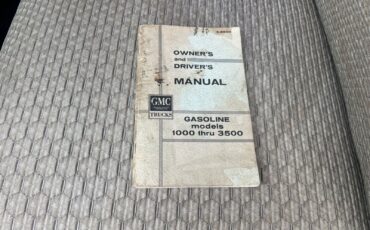 OWNER'S
and
DRIVER'S
MANUAL
GMC
TRUCKS
GASOLINE
models
1000 thru 3500